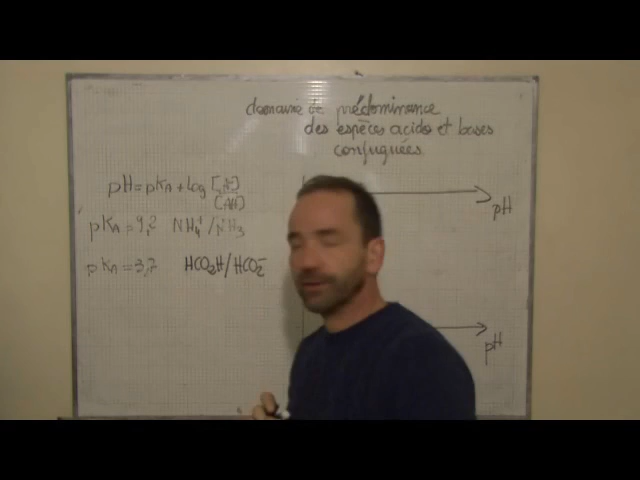 domaine de prédominance
des espèces acido et bases
conjuguées
pH = pKA + log [A-]
[AH]
pKA = 9,2 NH4+ / NH3
pKA = 3,7 HCO2H / HCO2-
pH
pH